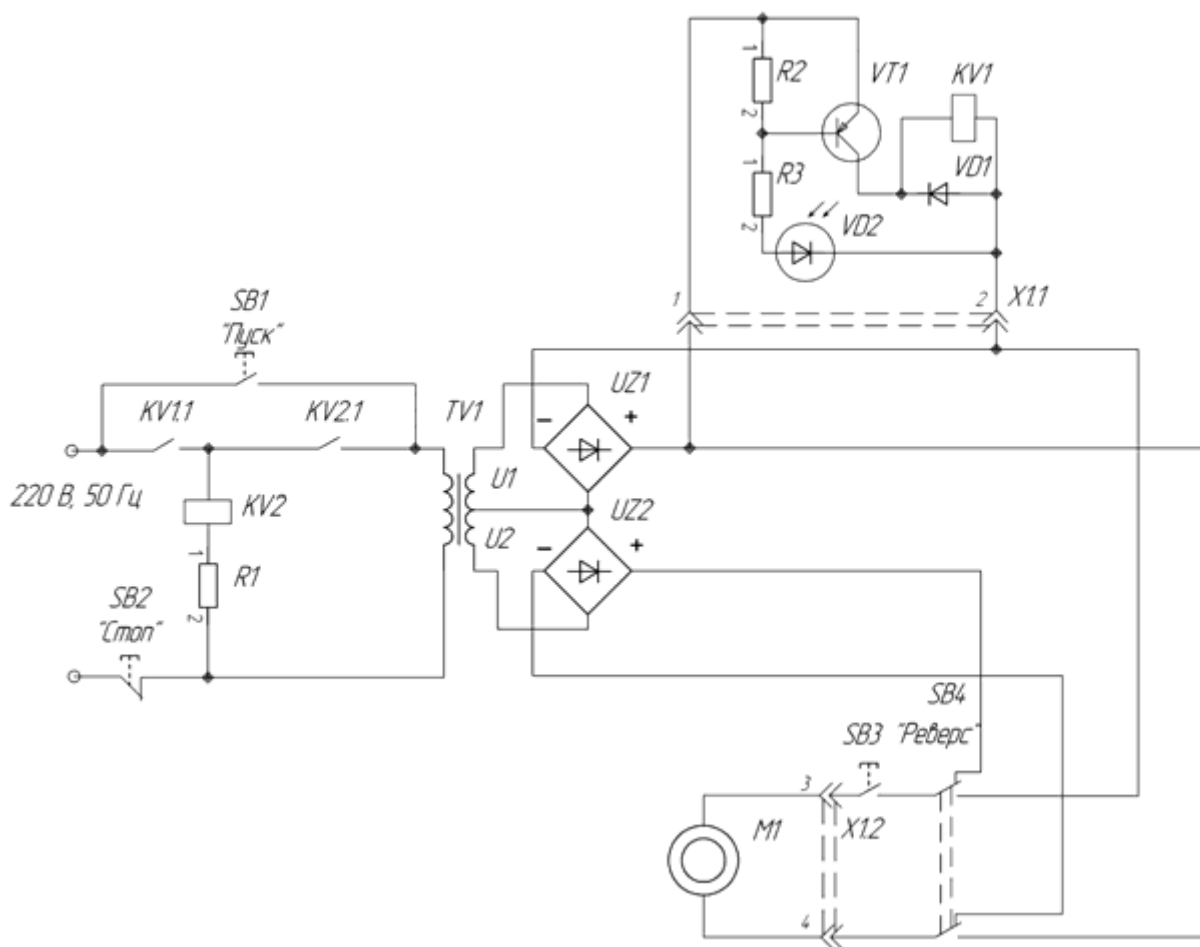 1
R2
2
VT1
KV1
1
R3
2
VD2
VD1
1
2
X1.1
SB1
"Пуск"
KV1.1
KV2.1
TV1
UZ1
-
+
220 В, 50 Гц
U1
U2
UZ2
-
+
KV2
1
R1
2
SB2
"Стоп"
SB4
SB3 "Реверс"
3
M1
X1.2
4